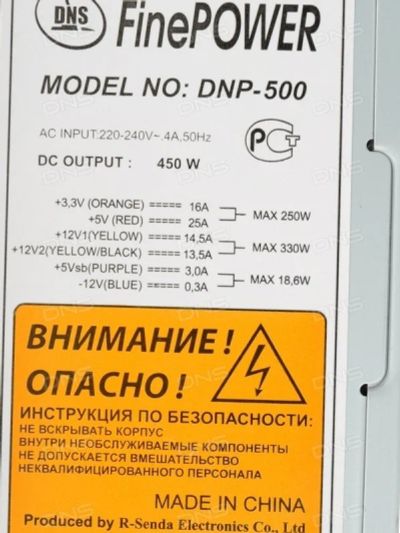 DNS FinePOWER
MODEL NO: DNP-500
AC INPUT:220-240V~.4A,50Hz
DC OUTPUT : 450 W
РСТ
+3,3V (ORANGE) ===== 16A
+5V (RED) ===== 25A
MAX 250W
+12V1(YELLOW) ===== 14,5A
+12V2(YELLOW/BLACK) ===== 13,5A
MAX 330W
+5Vsb(PURPLE) ===== 3,0A
-12V(BLUE) ===== 0,3A
MAX 18,6W
ВНИМАНИЕ!
ОПАСНО!
ИНСТРУКЦИЯ ПО БЕЗОПАСНОСТИ:
НЕ ВСКРЫВАТЬ КОРПУС
ВНУТРИ НЕОБСЛУЖИВАЕМЫЕ КОМПОНЕНТЫ
НЕ ДОПУСКАЕТСЯ ВМЕШАТЕЛЬСТВО
НЕКВАЛИФИЦИРОВАННОГО ПЕРСОНАЛА
MADE IN CHINA
Produced by R-Senda Electronics Co., Ltd